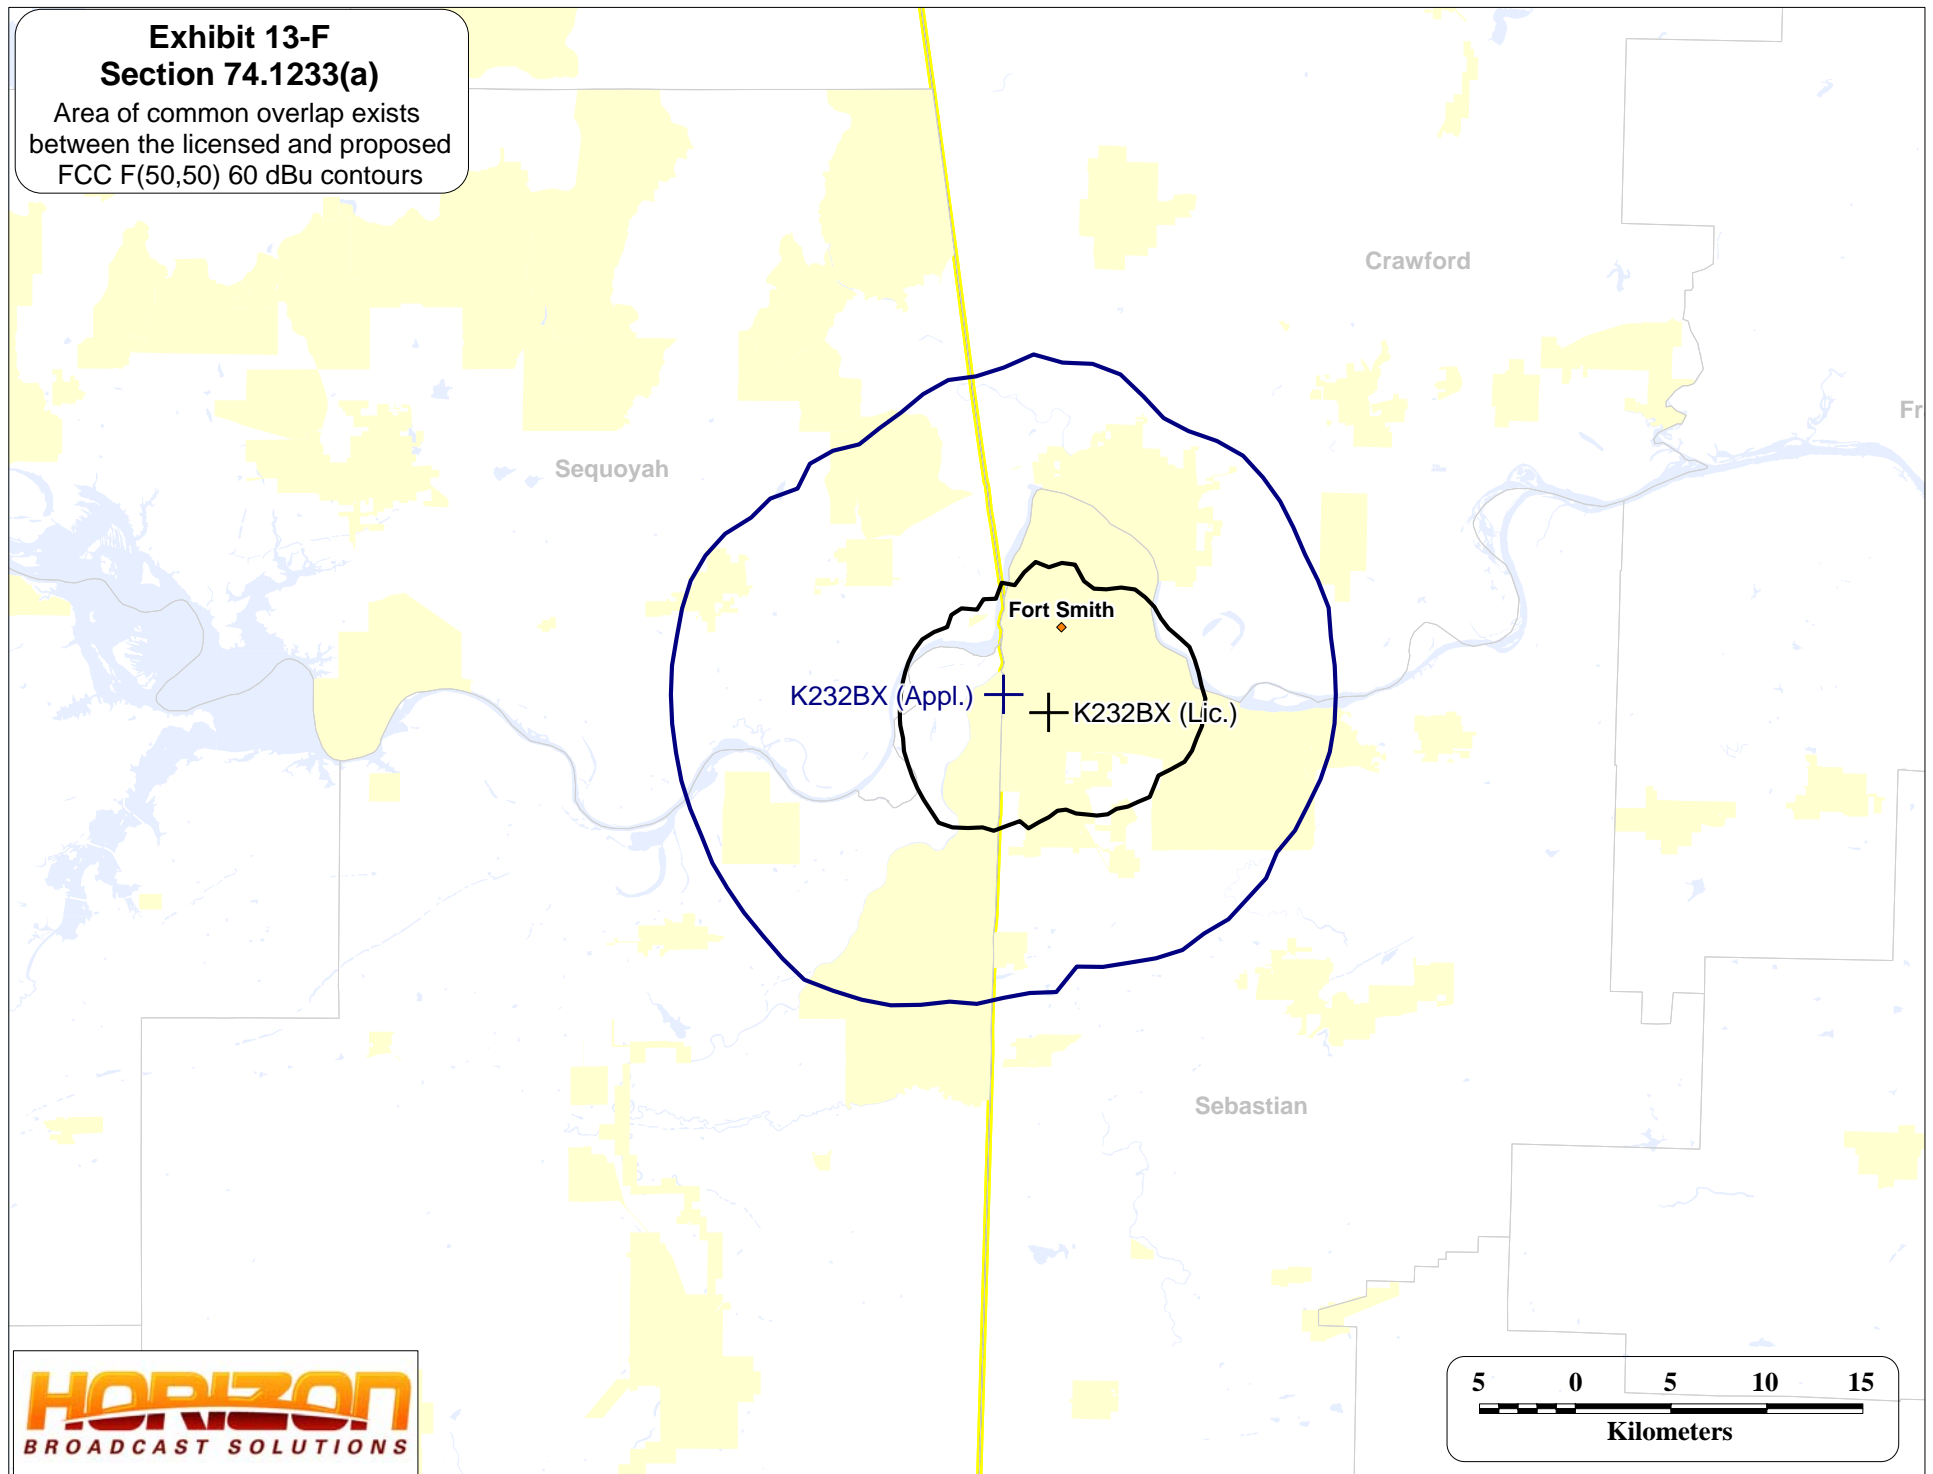 Exhibit 13-F
Section 74.1233(a)
Area of common overlap exists
between the licensed and proposed
FCC F(50,50) 60 dBu contours
Crawford
Fr
Sequoyah
Fort Smith
K232BX (Appl.)
K232BX (Lic.)
Sebastian
HORIZON
BROADCAST SOLUTIONS
5 0 5 10 15
Kilometers